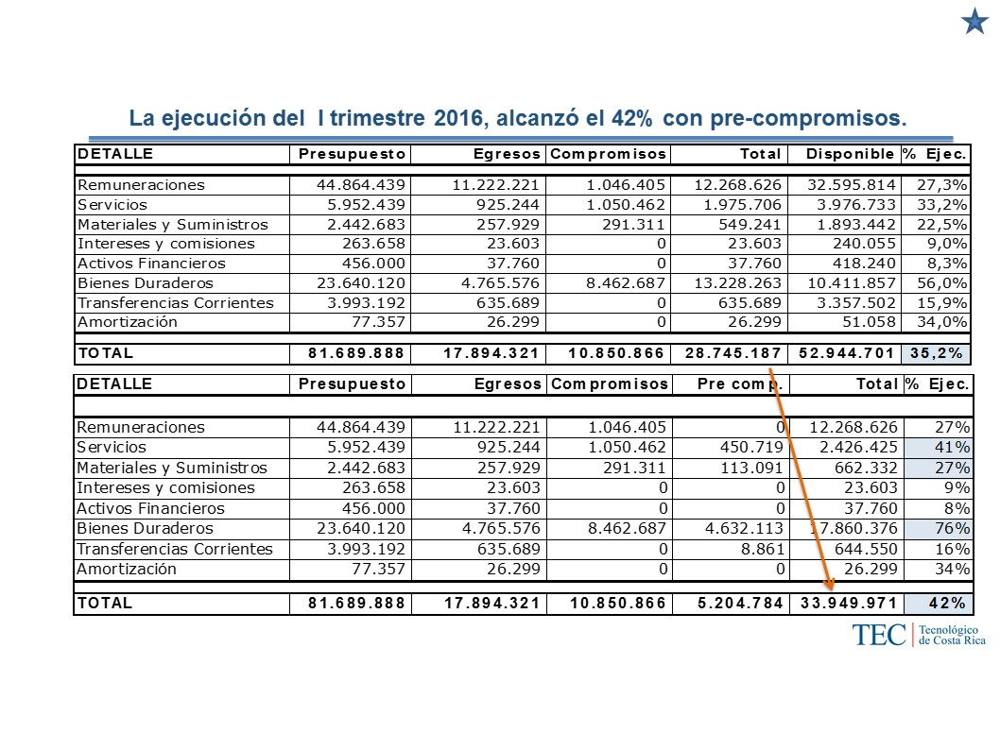 La ejecución del I trimestre 2016, alcanzó el 42% con pre-compromisos.
DETALLE Presupuesto Egresos Compromisos Total Disponible % Ejec.
Remuneraciones 44.864.439 11.222.221 1.046.405 12.268.626 32.595.814 27,3%
Servicios 5.952.439 925.244 1.050.462 1.975.706 3.976.733 33,2%
Materiales y Suministros 2.442.683 257.929 291.311 549.241 1.893.442 22,5%
Intereses y comisiones 263.658 23.603 0 23.603 240.055 9,0%
Activos Financieros 456.000 37.760 0 37.760 418.240 8,3%
Bienes Duraderos 23.640.120 4.765.576 8.462.687 13.228.263 10.411.857 56,0%
Transferencias Corrientes 3.993.192 635.689 0 635.689 3.357.502 15,9%
Amortización 77.357 26.299 0 26.299 51.058 34,0%
TOTAL 81.689.888 17.894.321 10.850.866 28.745.187 52.944.701 35,2%
DETALLE Presupuesto Egresos Compromisos Pre comp. Total % Ejec.
Remuneraciones 44.864.439 11.222.221 1.046.405 0 12.268.626 27%
Servicios 5.952.439 925.244 1.050.462 450.719 2.426.425 41%
Materiales y Suministros 2.442.683 257.929 291.311 113.091 662.332 27%
Intereses y comisiones 263.658 23.603 0 0 23.603 9%
Activos Financieros 456.000 37.760 0 0 37.760 8%
Bienes Duraderos 23.640.120 4.765.576 8.462.687 4.632.113 17.860.376 76%
Transferencias Corrientes 3.993.192 635.689 0 8.861 644.550 16%
Amortización 77.357 26.299 0 0 26.299 34%
TOTAL 81.689.888 17.894.321 10.850.866 5.204.784 33.949.971 42%
TEC Tecnológico
de Costa Rica